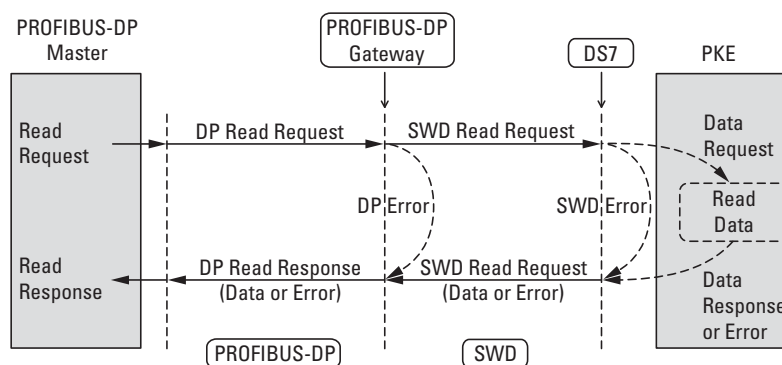 PROFIBUS-DP
Master
PROFIBUS-DP
Gateway
DS7
PKE
Read
Request
DP Read Request
SWD Read Request
Data
Request
DP Error
SWD Error
Read
Data
Read
Response
DP Read Response
(Data or Error)
SWD Read Request
(Data or Error)
Data
Response
or Error
PROFIBUS-DP
SWD